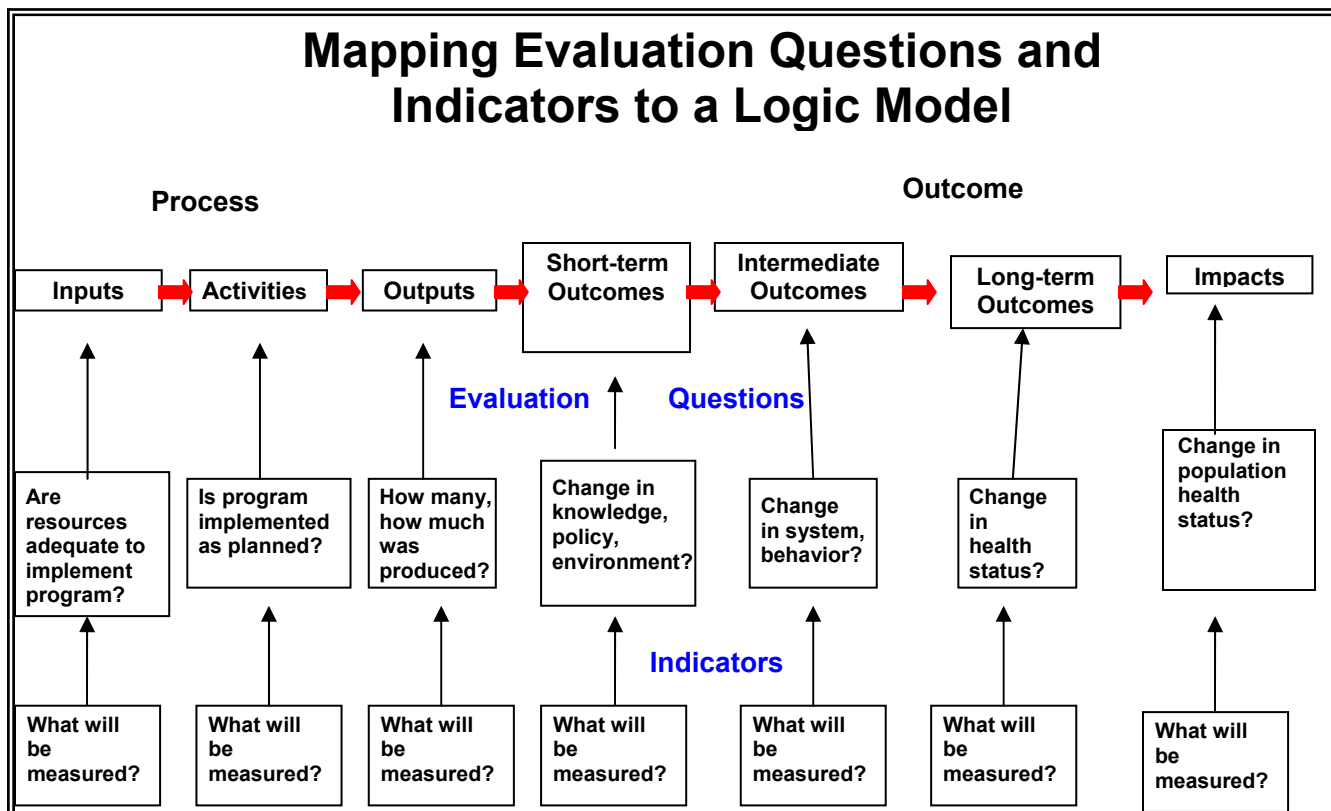 Mapping Evaluation Questions and
Indicators to a Logic Model
Process
Outcome
Inputs
Activities
Outputs
Short-term
Outcomes
Intermediate
Outcomes
Long-term
Outcomes
Impacts
Evaluation Questions
Are
resources
adequate to
implement
program?
Is program
implemented
as planned?
How many,
how much
was
produced?
Change in
knowledge,
policy,
environment?
Change
in system,
behavior?
Change
in
health
status?
Change in
population
health
status?
Indicators
What will
be
measured?
What will
be
measured?
What will
be
measured?
What will
be
measured?
What will
be
measured?
What will
be
measured?
What will
be
measured?